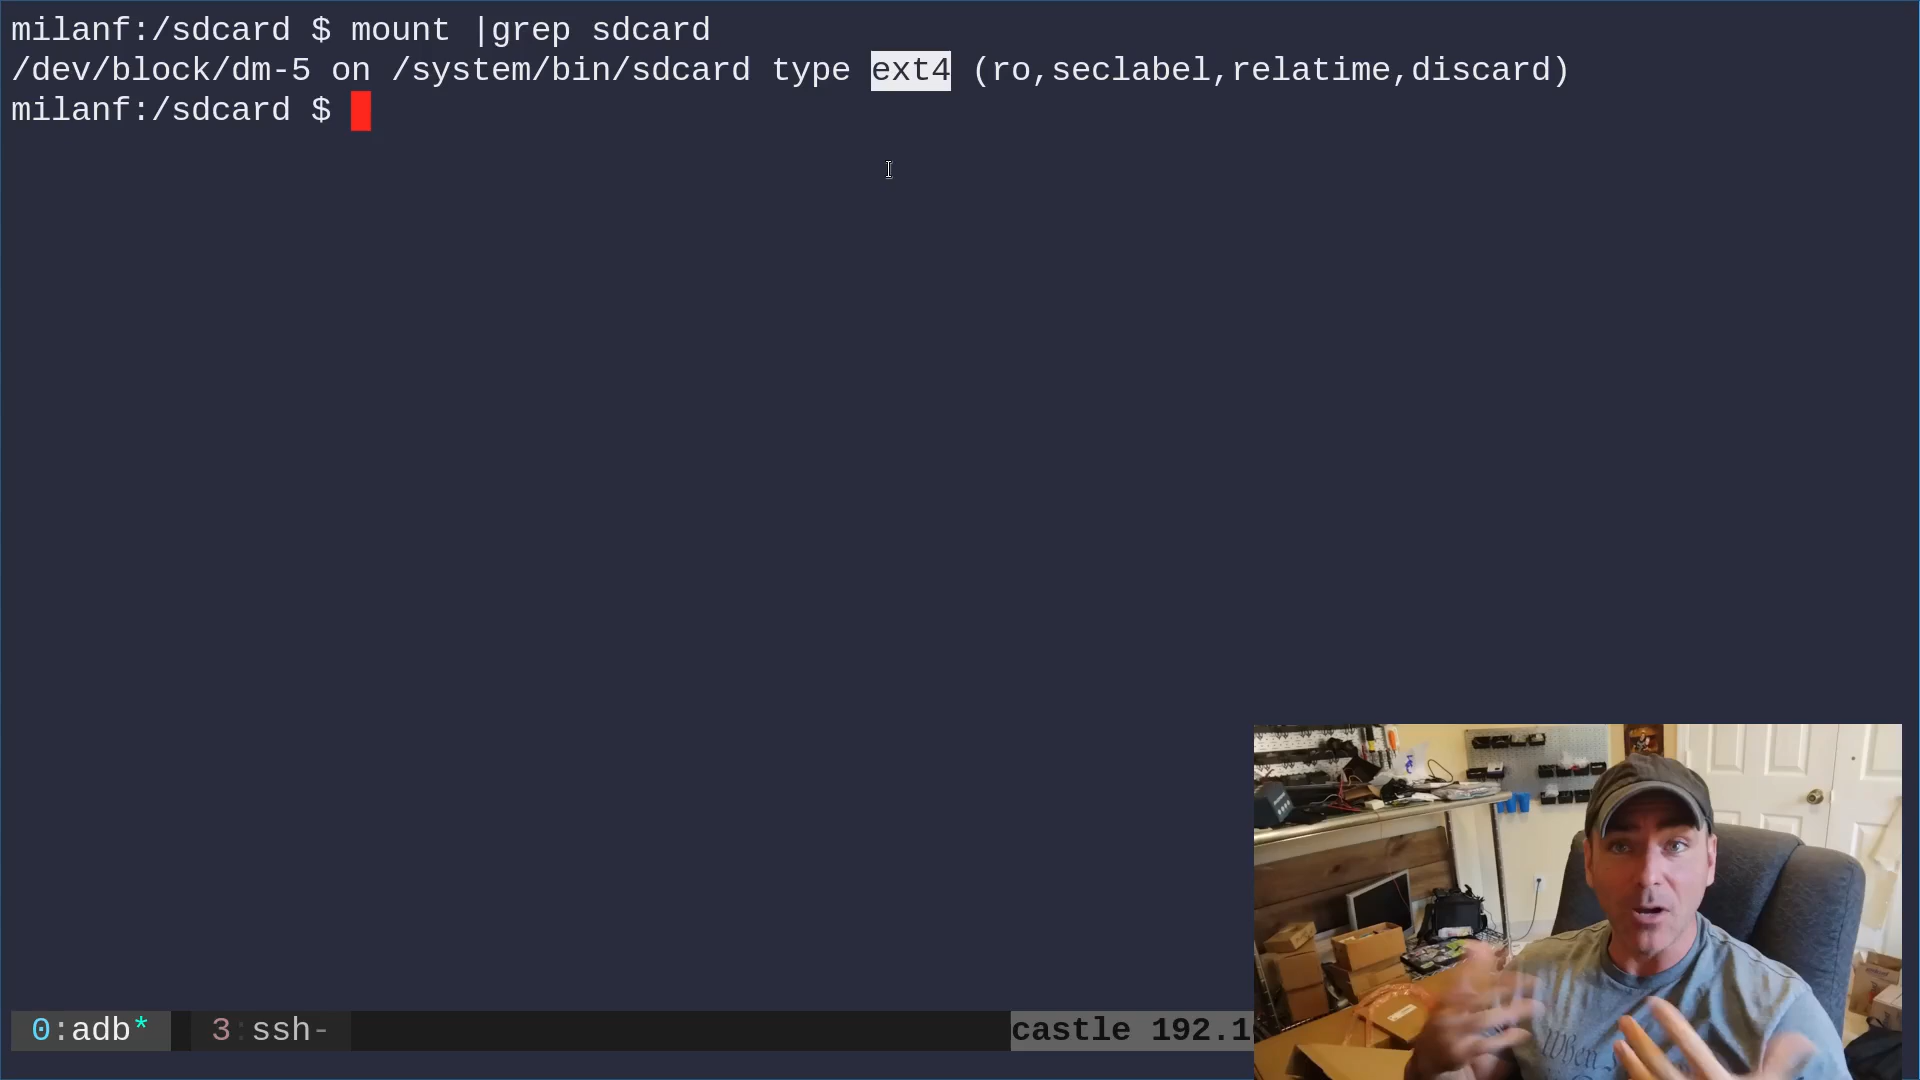 milanf:/sdcard $ mount |grep sdcard
/dev/block/dm-5 on /system/bin/sdcard type ext4 (ro,seclabel,relatime,discard)
milanf:/sdcard $
0:adb* 3:ssh- castle 192.1
When